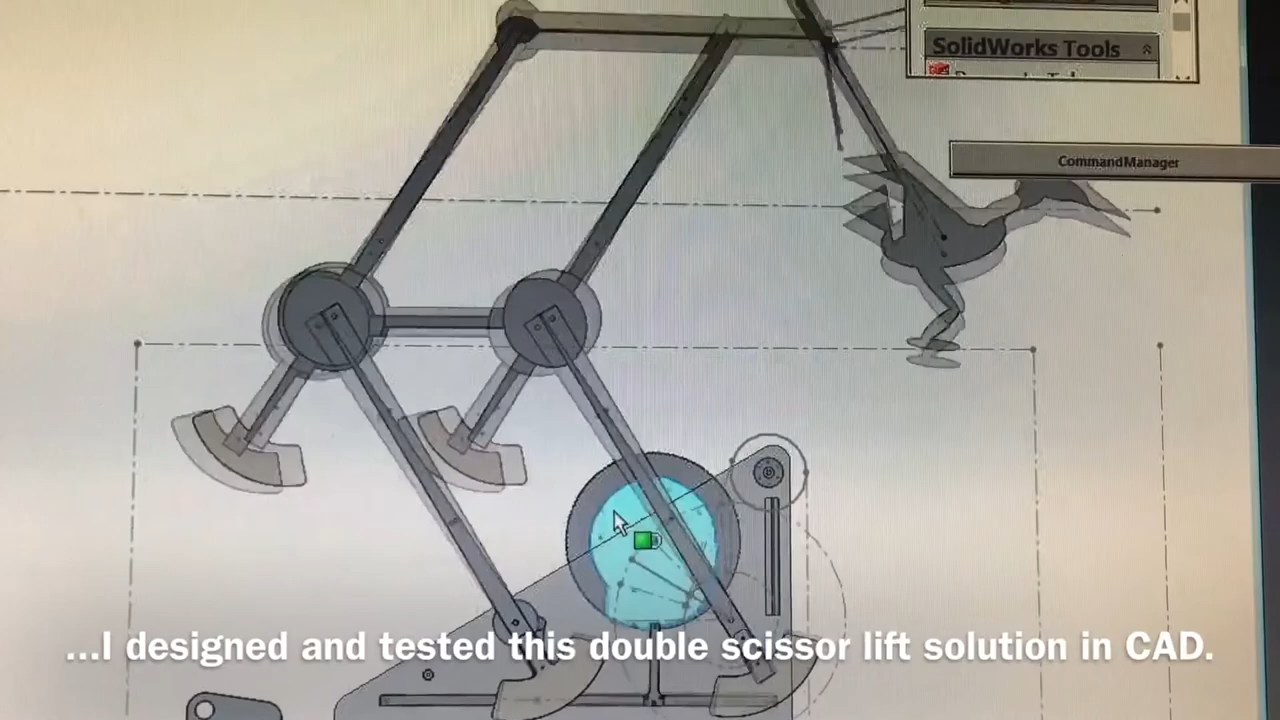 SolidWorks Tools
CommandManager
...I designed and tested this double scissor lift solution in CAD.